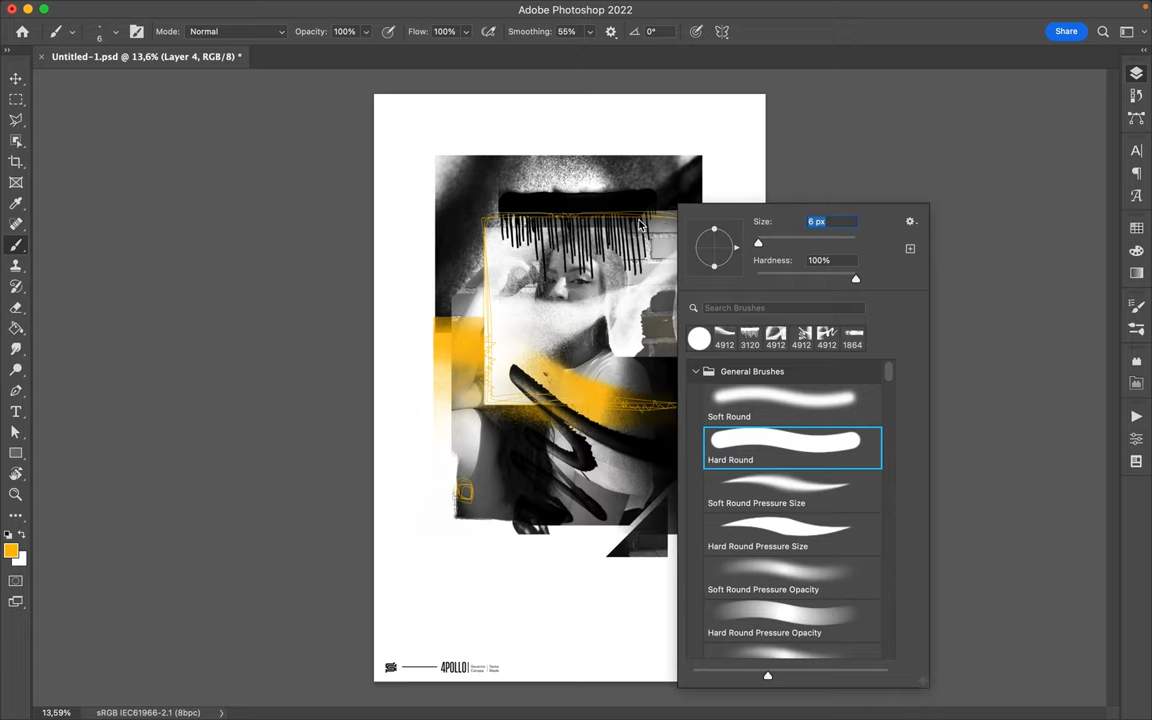 Adobe Photoshop 2022
6
Mode: Normal
Opacity: 100%
Flow: 100%
Smoothing: 55%
0°
Share
Untitled-1.psd @ 13,6% (Layer 4, RGB/8) *
Size: 6 px
Hardness: 100%
Search Brushes
4912 3120 4912 4912 4912 1864
General Brushes
Soft Round
Hard Round
Soft Round Pressure Size
Hard Round Pressure Size
Soft Round Pressure Opacity
Hard Round Pressure Opacity
4POLLO
13,59%
sRGB IEC61966-2.1 (8bpc)